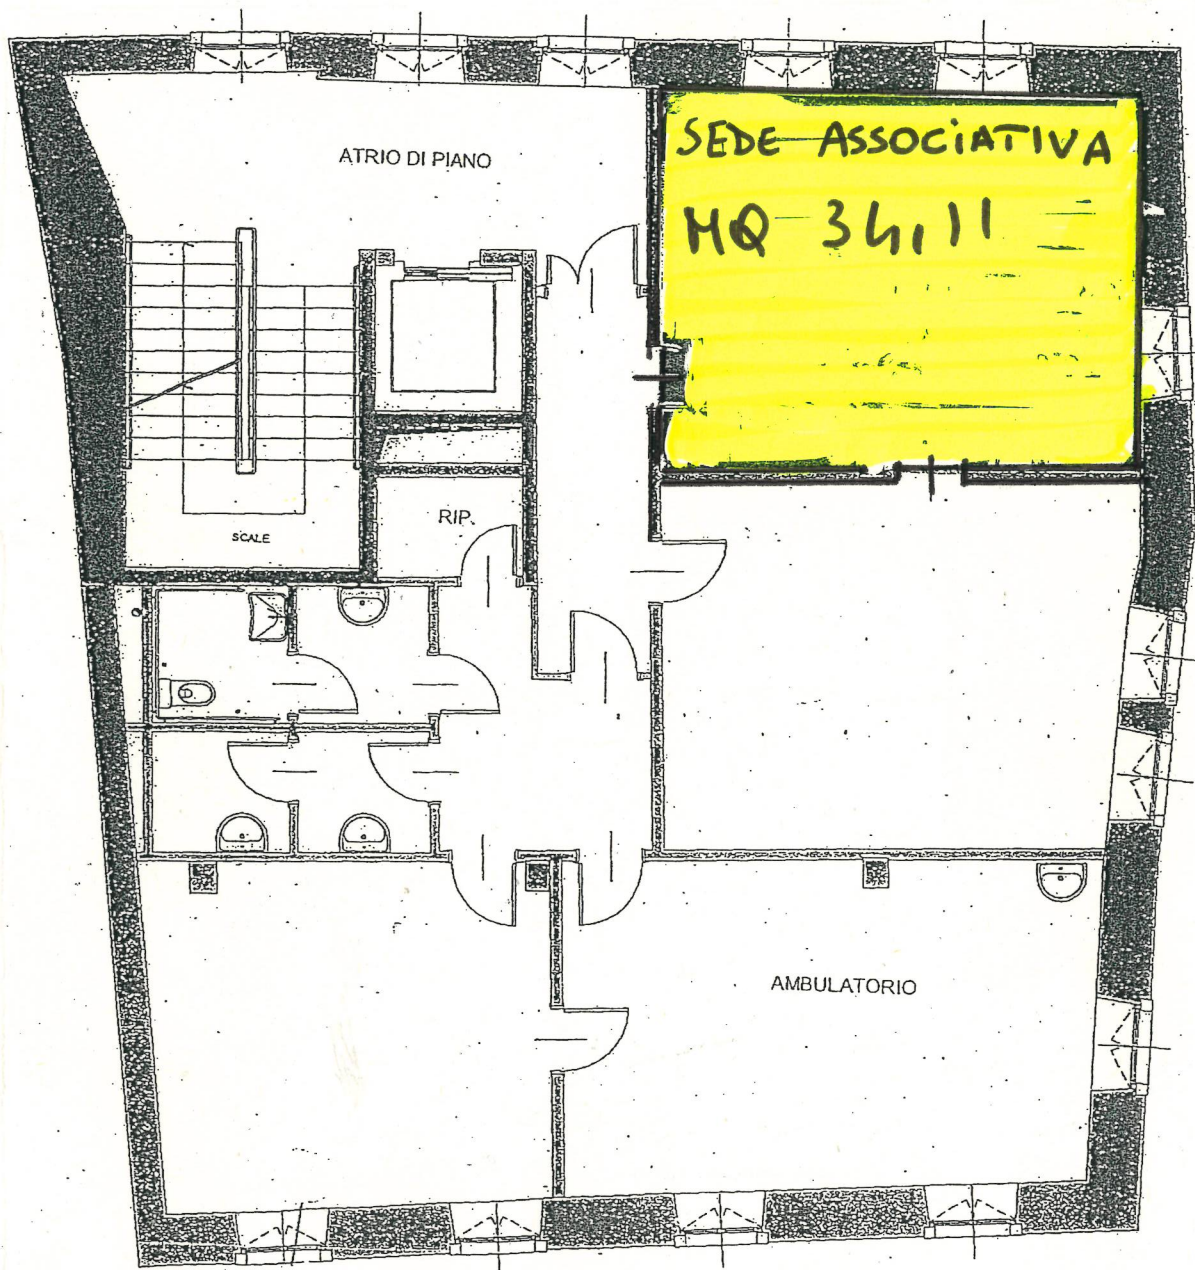 SEDE ASSOCIATIVA
MQ 34,11
ATRIO DI PIANO
RIP.
SCALE
AMBULATORIO